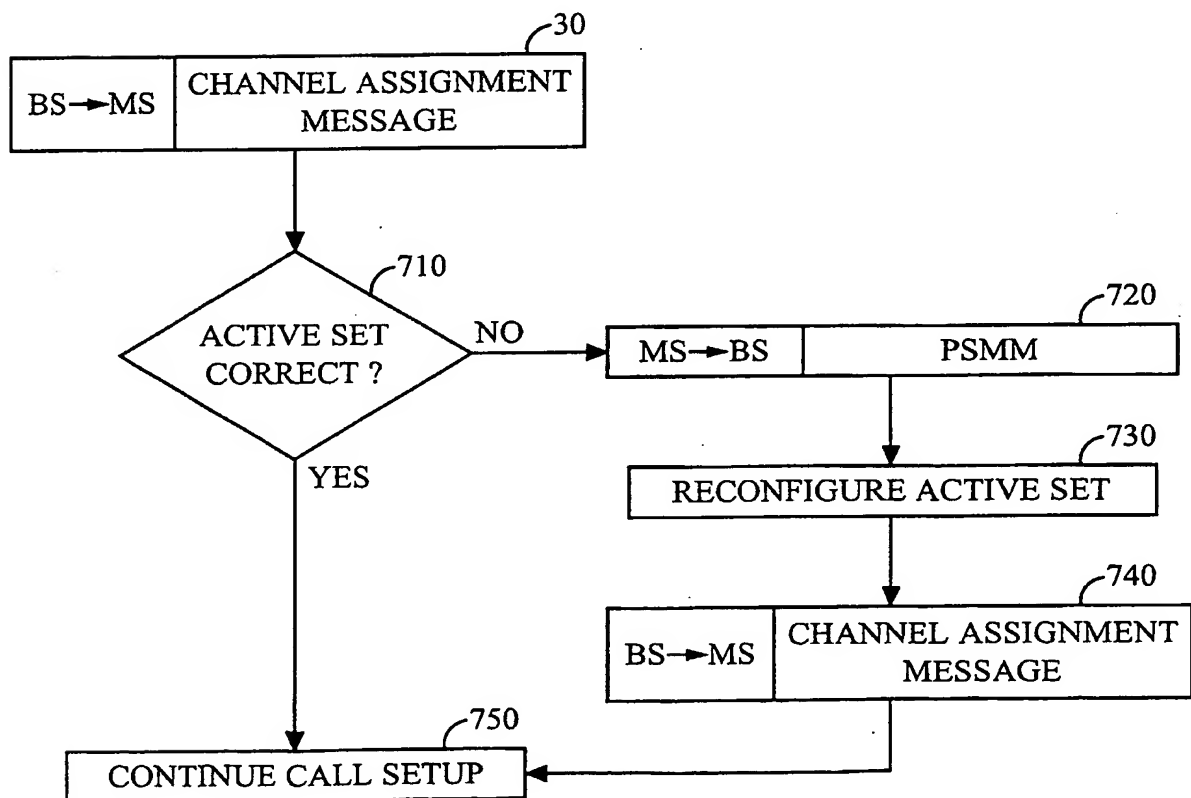 30
BS→MS
CHANNEL ASSIGNMENT
MESSAGE
710
ACTIVE SET
CORRECT ?
NO
YES
720
MS→BS
PSMM
730
RECONFIGURE ACTIVE SET
740
BS→MS
CHANNEL ASSIGNMENT
MESSAGE
750
CONTINUE CALL SETUP